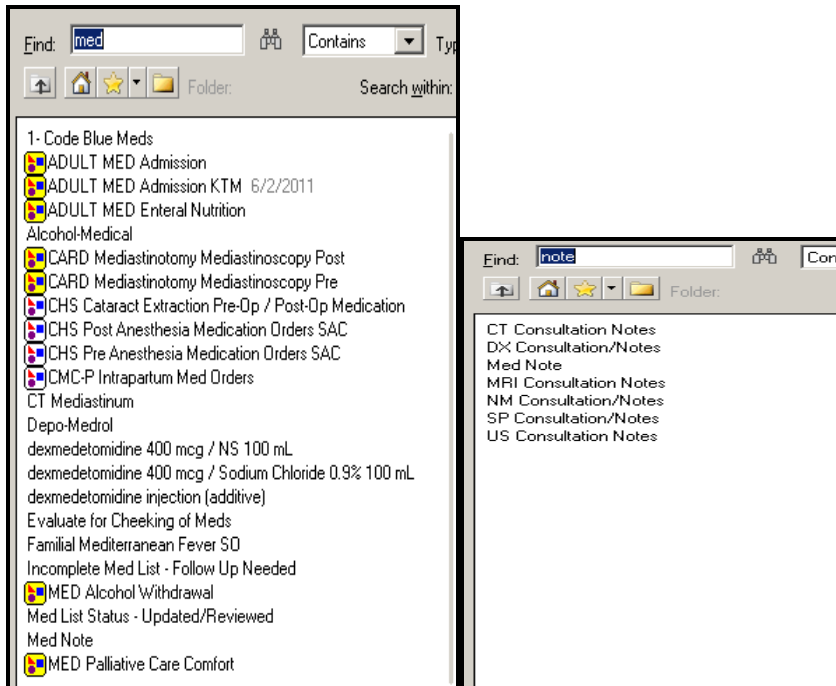 Find: med Contains Typ
Folder: Search within:
1- Code Blue Meds
ADULT MED Admission
ADULT MED Admission KTM 6/2/2011
ADULT MED Enteral Nutrition
Alcohol-Medical
CARD Mediastinotomy Mediastinoscopy Post
CARD Mediastinotomy Mediastinoscopy Pre
CHS Cataract Extraction Pre-Op / Post-Op Medication
CHS Post Anesthesia Medication Orders SAC
CHS Pre Anesthesia Medication Orders SAC
CMC-P Intrapartum Med Orders
CT Mediastinum
Depo-Medrol
dexmedetomidine 400 mcg / NS 100 mL
dexmedetomidine 400 mcg / Sodium Chloride 0.9% 100 mL
dexmedetomidine injection (additive)
Evaluate for Cheeking of Meds
Familial Mediterranean Fever SO
Incomplete Med List - Follow Up Needed
MED Alcohol Withdrawal
Med List Status - Updated/Reviewed
Med Note
MED Palliative Care Comfort
Find: note Con
Folder:
CT Consultation Notes
DX Consultation/Notes
Med Note
MRI Consultation Notes
NM Consultation/Notes
SP Consultation/Notes
US Consultation Notes